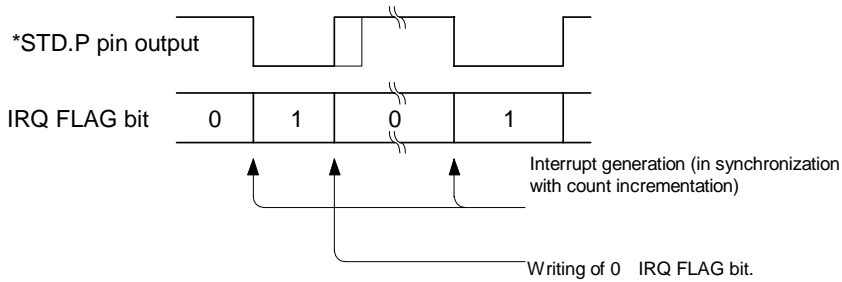 *STD.P pin output
IRQ FLAG bit 0 1 0 1
Interrupt generation (in synchronization
with count incrementation)
Writing of 0 IRQ FLAG bit.